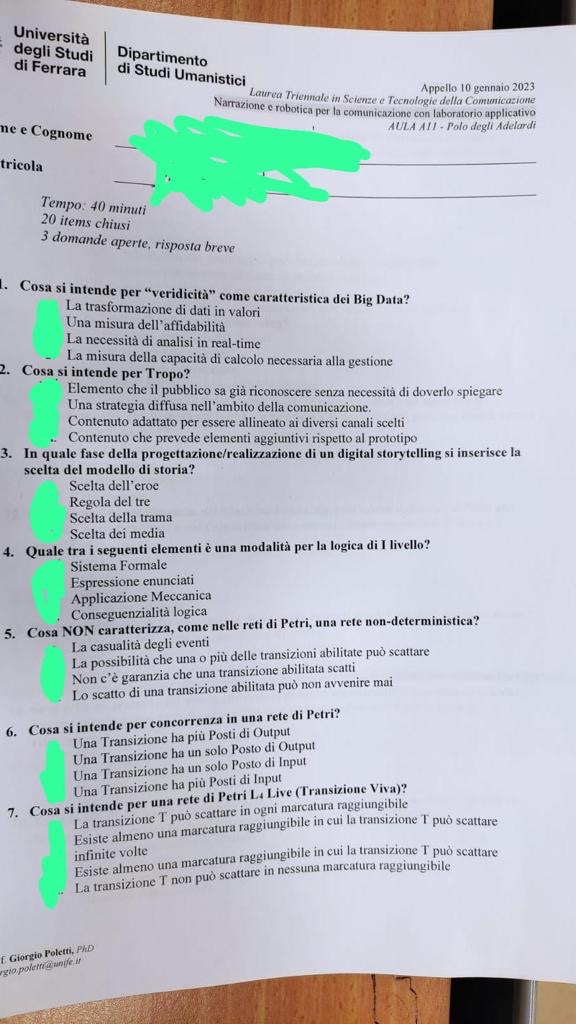 Università
degli Studi
di Ferrara
Dipartimento
di Studi Umanistici
Appello 10 gennaio 2023
Laurea Triennale in Scienze e Tecnologie della Comunicazione
Narrazione e robotica per la comunicazione con laboratorio applicativo
AULA A11 - Polo degli Adelardi
me e Cognome
tricola
Tempo: 40 minuti
20 items chiusi
3 domande aperte, risposta breve
1. Cosa si intende per “veridicità” come caratteristica dei Big Data?
La trasformazione di dati in valori
Una misura dell’affidabilità
La necessità di analisi in real-time
La misura della capacità di calcolo necessaria alla gestione
2. Cosa si intende per Tropo?
Elemento che il pubblico sa già riconoscere senza necessità di doverlo spiegare
Una strategia diffusa nell’ambito della comunicazione.
Contenuto adattato per essere allineato ai diversi canali scelti
Contenuto che prevede elementi aggiuntivi rispetto al prototipo
3. In quale fase della progettazione/realizzazione di un digital storytelling si inserisce la
scelta del modello di storia?
Scelta dell’eroe
Regola del tre
Scelta della trama
Scelta dei media
4. Quale tra i seguenti elementi è una modalità per la logica di I livello?
Sistema Formale
Espressione enunciati
Applicazione Meccanica
Conseguenzialità logica
5. Cosa NON caratterizza, come nelle reti di Petri, una rete non-deterministica?
La casualità degli eventi
La possibilità che una o più delle transizioni abilitate può scattare
Non c’è garanzia che una transizione abilitata scatti
Lo scatto di una transizione abilitata può non avvenire mai
6. Cosa si intende per concorrenza in una rete di Petri?
Una Transizione ha più Posti di Output
Una Transizione ha un solo Posto di Output
Una Transizione ha un solo Posto di Input
Una Transizione ha più Posti di Input
7. Cosa si intende per una rete di Petri L4 Live (Transizione Viva)?
La transizione T può scattare in ogni marcatura raggiungibile
Esiste almeno una marcatura raggiungibile in cui la transizione T può scattare
infinite volte
Esiste almeno una marcatura raggiungibile in cui la transizione T può scattare
La transizione T non può scattare in nessuna marcatura raggiungibile
f. Giorgio Poletti, PhD
rgio.poletti@unife.it